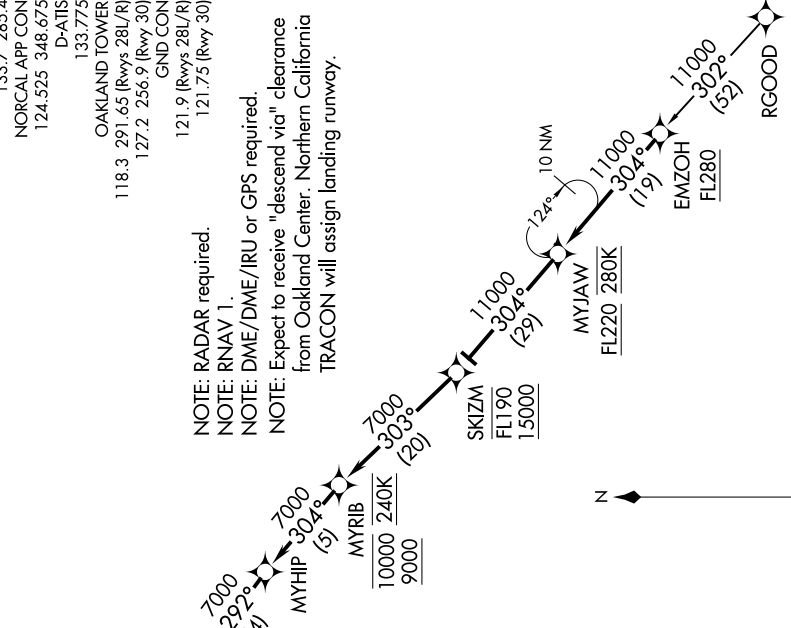 133.7 285.4
NORCAL APP CON
124.525 348.675
D-ATIS
133.775
OAKLAND TOWER
118.3 291.65 (Rwys 28L/R)
127.2 256.9 (Rwy 30)
GND CON
121.9 (Rwys 28L/R)
121.75 (Rwy 30)
NOTE: RADAR required.
NOTE: RNAV 1.
NOTE: DME/DME/IRU or GPS required.
NOTE: Expect to receive "descend via" clearance
from Oakland Center. Northern California
TRACON will assign landing runway.
RGOOD
11000
302°
(52)
EMZOH
FL280
11000
304°
(19)
10 NM
124°
MYJAW
FL220 280K
11000
304°
(29)
SKIZM
FL190
15000
7000
303°
(20)
MYRIB
10000 240K
9000
7000
304°
(5)
MYHIP
7000
292°
4)
N